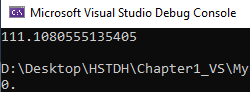 Microsoft Visual Studio Debug Console
111.1080555135405
D:\Desktop\HSTDH\Chapter1_VS\My
0.